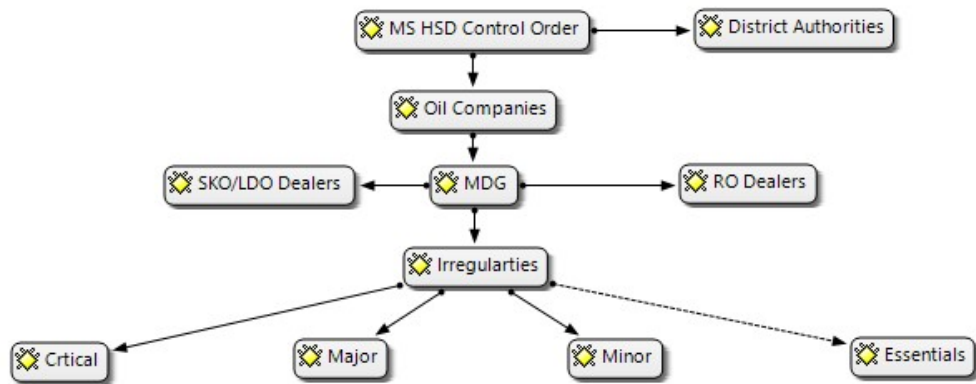 MS HSD Control Order
District Authorities
Oil Companies
SKO/LDO Dealers
MDG
RO Dealers
Irregularties
Crtical
Major
Minor
Essentials